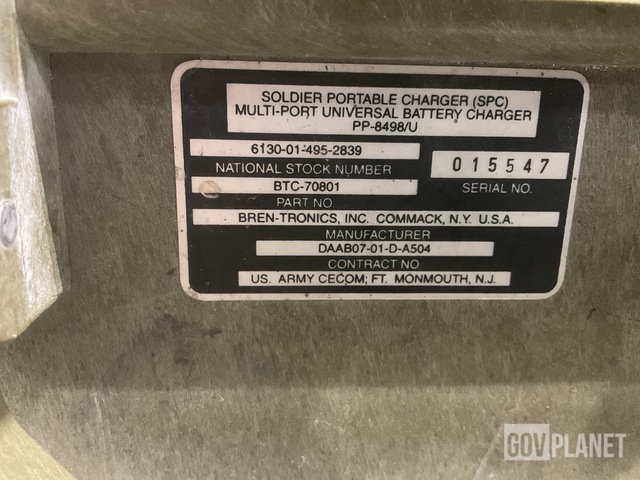 SOLDIER PORTABLE CHARGER (SPC)
MULTI-PORT UNIVERSAL BATTERY CHARGER
PP-8498/U
6130-01-495-2839
NATIONAL STOCK NUMBER
015547
SERIAL NO.
BTC-70801
PART NO
BREN-TRONICS, INC. COMMACK, N.Y. U.S.A.
MANUFACTURER
DAAB07-01-D-A504
CONTRACT NO
US. ARMY CECOM; FT. MONMOUTH, N.J.
GOVPLANET